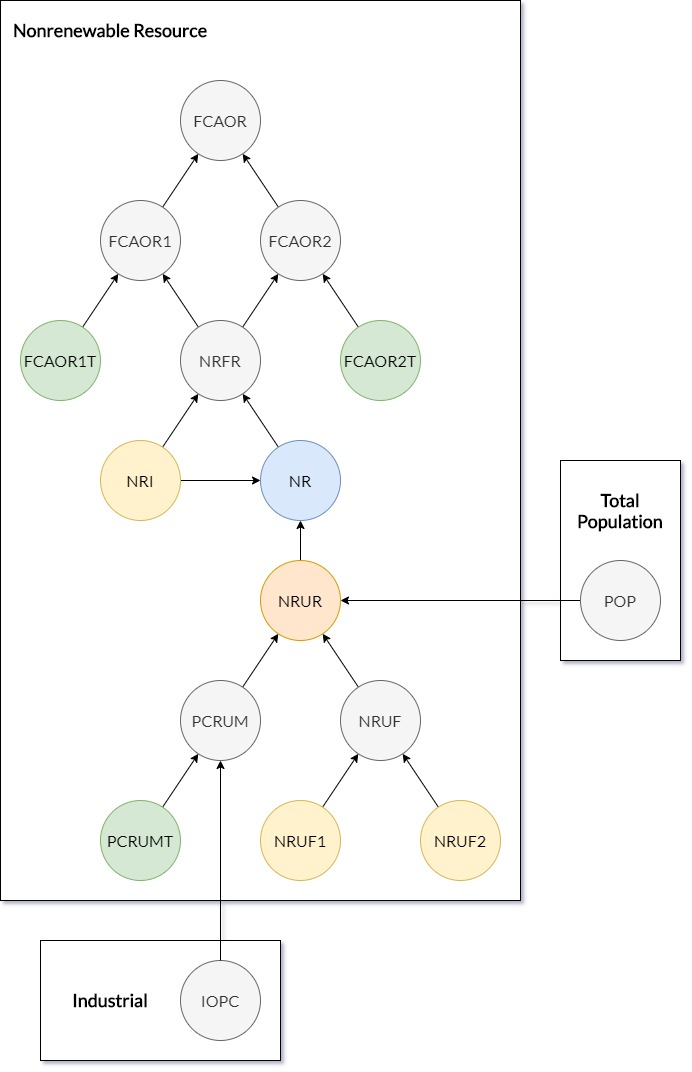 Nonrenewable Resource
FCAOR
FCAOR1
FCAOR2
FCAOR1T
NRFR
FCAOR2T
NRI
NR
Total
Population
NRUR
POP
PCRUM
NRUF
PCRUMT
NRUF1
NRUF2
Industrial
IOPC